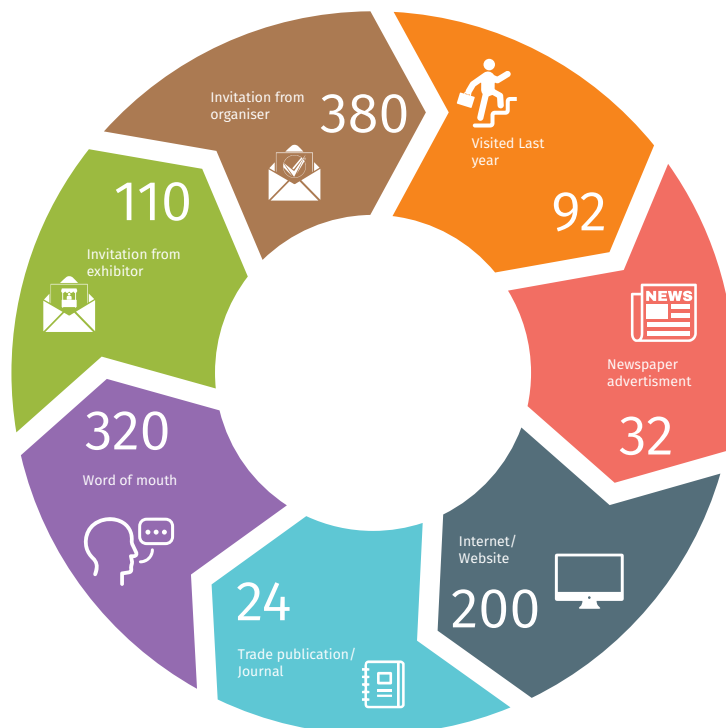 Invitation from
organiser
380
Visited Last
year
92
NEWS
Newspaper
advertisment
32
Internet/
Website
200
24
Trade publication/
Journal
320
Word of mouth
110
Invitation from
exhibitor